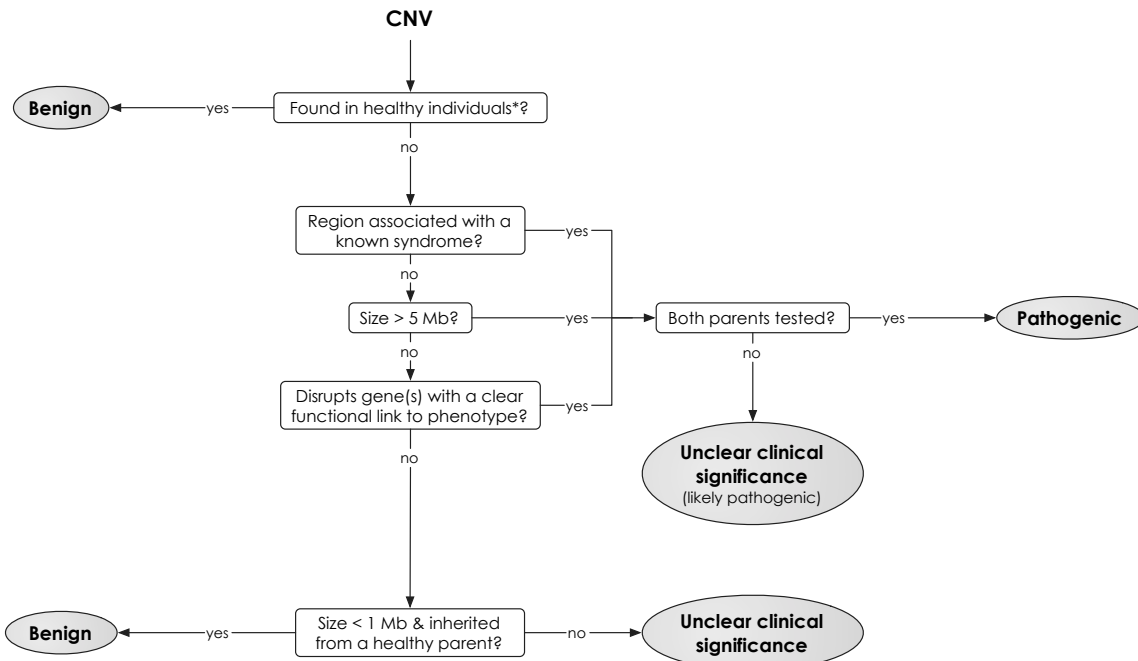 CNV
Benign
yes
Found in healthy individuals*?
no
Region associated with a
known syndrome?
yes
no
Size > 5 Mb?
yes
Both parents tested?
yes
Pathogenic
no
no
Disrupts gene(s) with a clear
functional link to phenotype?
yes
Unclear clinical
significance
(likely pathogenic)
no
Benign
yes
Size < 1 Mb & inherited
from a healthy parent?
no
Unclear clinical
significance